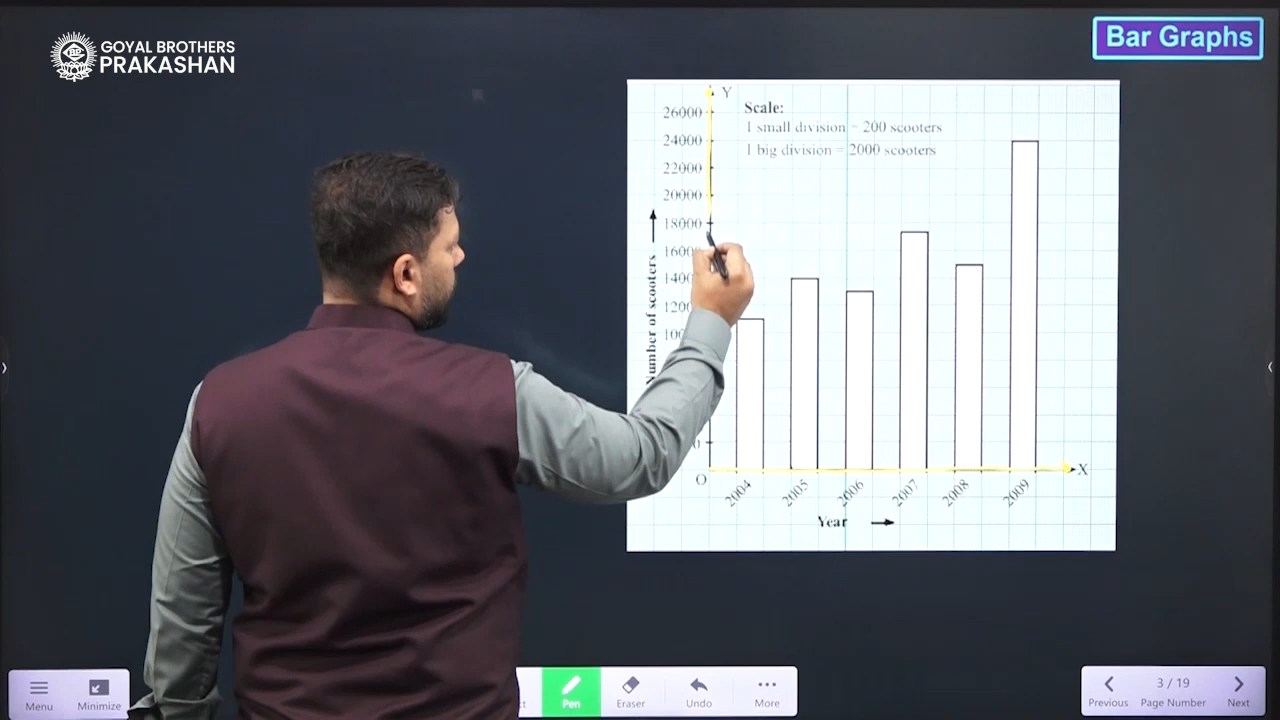 GOYAL BROTHERS
PRAKASHAN
Bar Graphs
Y
Scale:
1 small division = 200 scooters
1 big division = 2000 scooters
26000
24000
22000
20000
18000
Number of scooters
O
X
2004
2005
2006
2007
2008
2009
Year
Menu
Minimize
Pen
Eraser
Undo
More
Previous
3 / 19
Page Number
Next